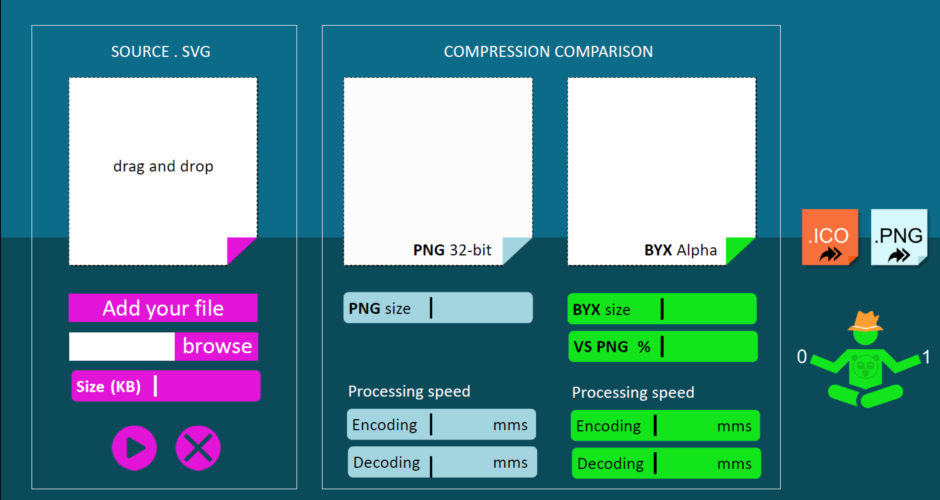 SOURCE . SVG
drag and drop
Add your file
browse
Size (KB)
COMPRESSION COMPARISON
PNG 32-bit
BYX Alpha
PNG size
BYX size
VS PNG %
Processing speed
Encoding mms
Decoding mms
Processing speed
Encoding mms
Decoding mms
.ICO
.PNG
0 1